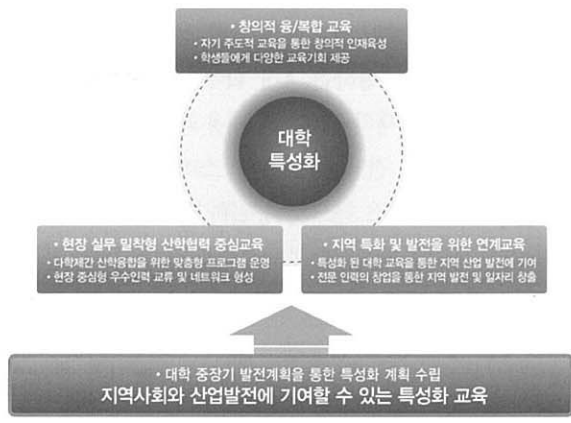 • 창의적 융/복합 교육
• 자기 주도적 교육을 통한 창의적 인재육성
• 학생들에게 다양한 교육기회 제공
대학
특성화
• 현장 실무 밀착형 산학협력 중심교육
• 다학제간 산학융합을 위한 맞춤형 프로그램 운영
• 현장 중심형 우수인력 교류 및 네트워크 형성
• 지역 특화 및 발전을 위한 연계교육
• 특성화 된 대학 교육을 통한 지역 산업 발전에 기여
• 전문 인력의 창업을 통한 지역 발전 및 일자리 창출
• 대학 중장기 발전계획을 통한 특성화 계획 수립
지역사회와 산업발전에 기여할 수 있는 특성화 교육